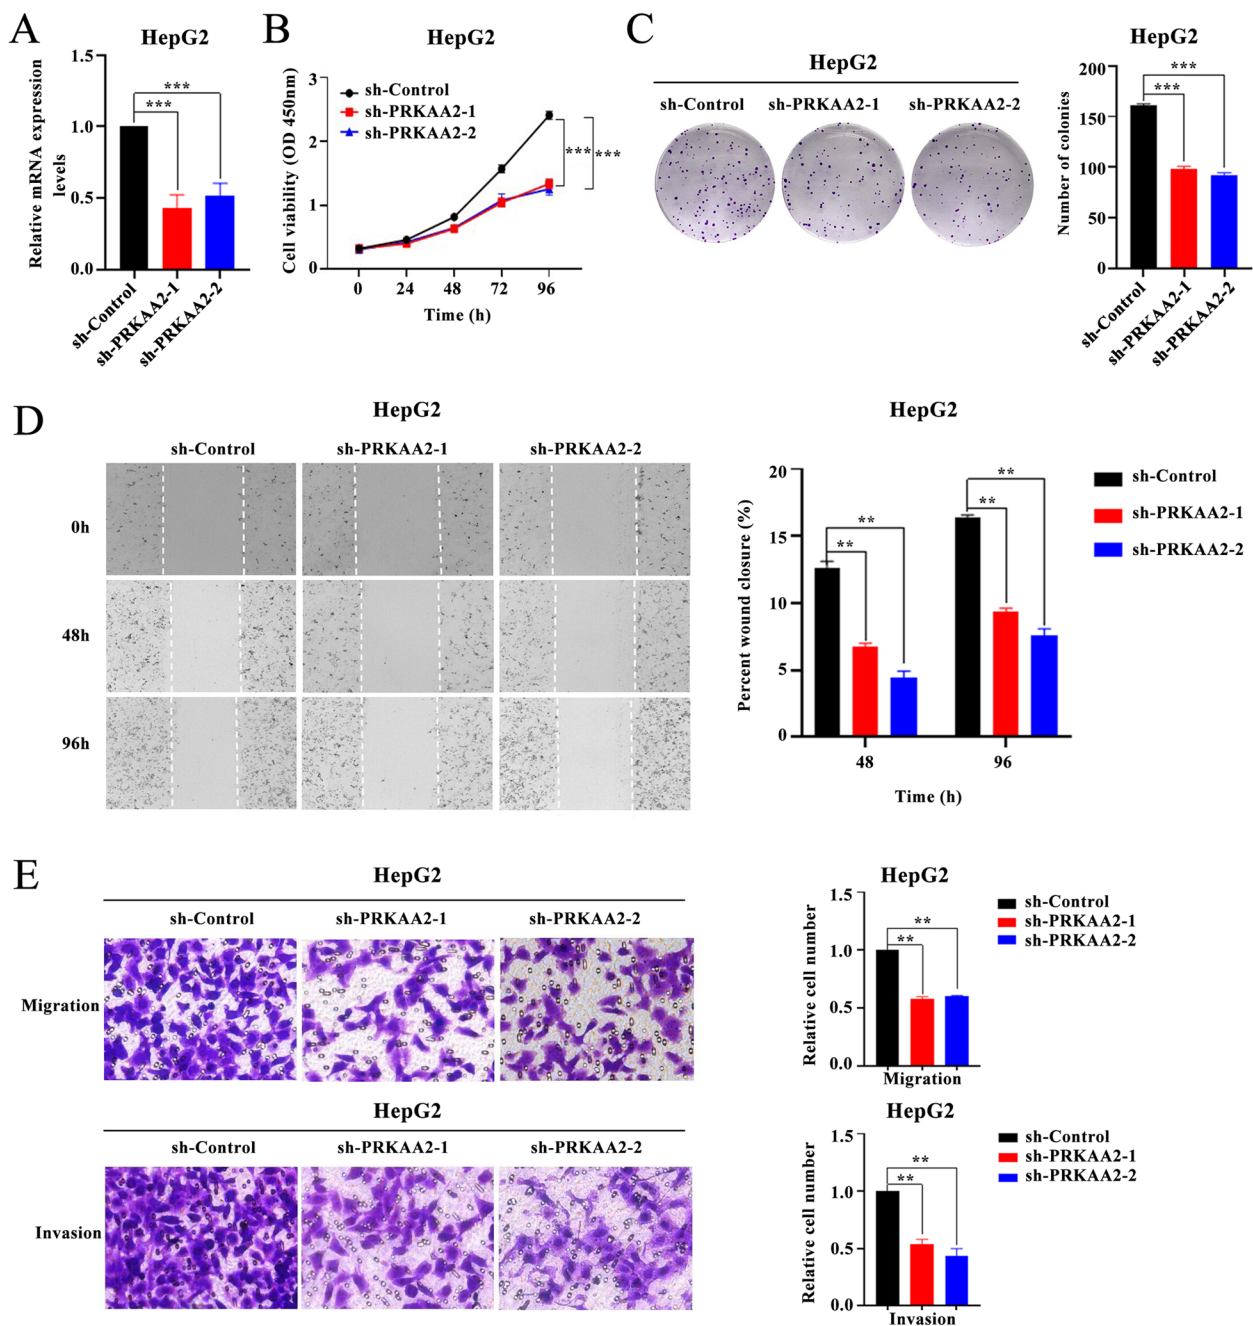 A
HepG2
Relative mRNA expression
levels
1.5
1.0
0.5
0.0
***
***
sh-Control
sh-PRKAA2-1
sh-PRKAA2-2
B
HepG2
Cell viability (OD 450nm)
3
2
1
0
sh-Control
sh-PRKAA2-1
sh-PRKAA2-2
***
***
0 24 48 72 96
Time (h)
C
HepG2
sh-Control sh-PRKAA2-1 sh-PRKAA2-2
HepG2
Number of colonies
200
150
100
50
0
***
***
sh-Control
sh-PRKAA2-1
sh-PRKAA2-2
D
HepG2
sh-Control sh-PRKAA2-1 sh-PRKAA2-2
0h
48h
96h
HepG2
Percent wound closure (%)
20
15
10
5
0
**
**
**
**
48 96
Time (h)
sh-Control
sh-PRKAA2-1
sh-PRKAA2-2
E
HepG2
sh-Control sh-PRKAA2-1 sh-PRKAA2-2
Migration
HepG2
Relative cell number
1.5
1.0
0.5
0.0
**
**
Migration
sh-Control
sh-PRKAA2-1
sh-PRKAA2-2
HepG2
sh-Control sh-PRKAA2-1 sh-PRKAA2-2
Invasion
HepG2
Relative cell number
1.5
1.0
0.5
0.0
**
**
Invasion
sh-Control
sh-PRKAA2-1
sh-PRKAA2-2